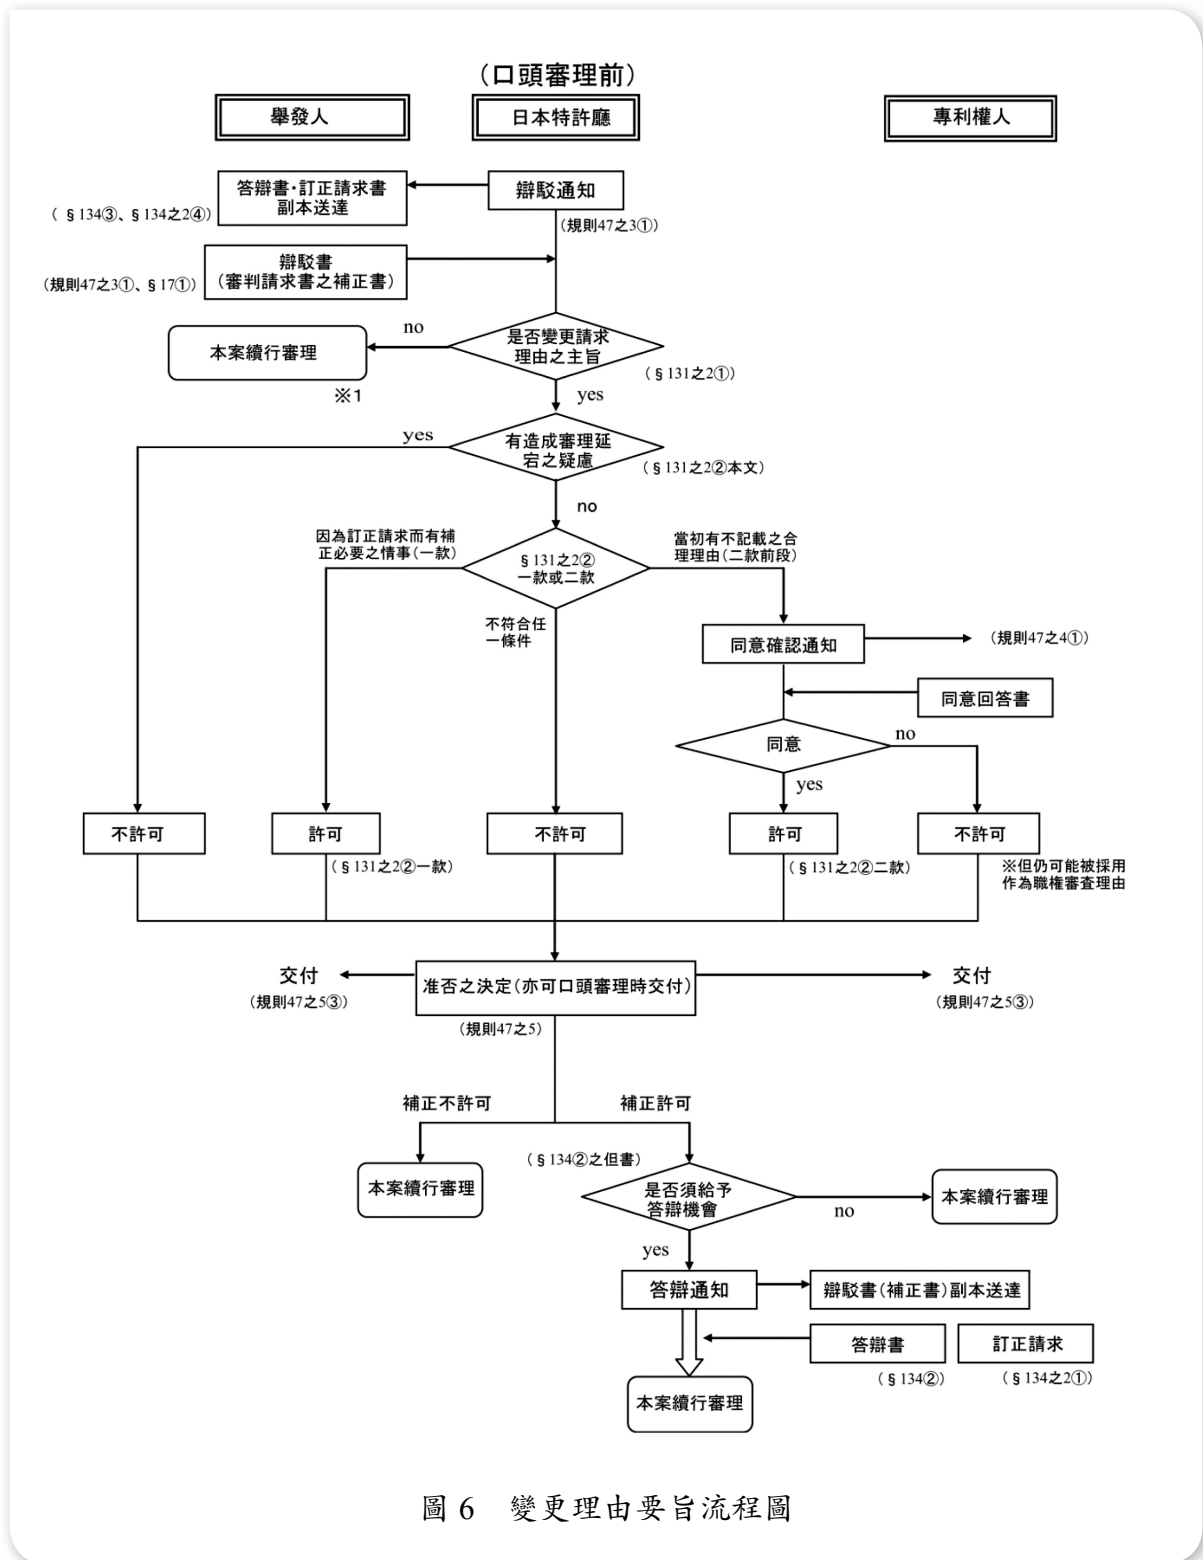 (口頭審理前)
舉發人
日本特許廳
專利權人
答辯書·訂正請求書
副本送達
辯駁通知
(§134③、§134之2④)
(規則47之3①)
辯駁書
(審判請求書之補正書)
(規則47之3①、§17①)
是否變更請求
理由之主旨
no
本案續行審理
(§131之2①)
※1
yes
yes
有造成審理延
宕之疑慮
(§131之2②本文)
no
因為訂正請求而有補
正必要之情事(一款)
當初有不記載之合
理理由(二款前段)
§131之2②
一款或二款
不符合任
一條件
同意確認通知
(規則47之4①)
同意回答書
同意
no
yes
不許可
許可
不許可
許可
不許可
(§131之2②一款)
(§131之2②二款)
※但仍可能被採用
作為職権審査理由
交付
(規則47之5③)
准否之決定(亦可口頭審理時交付)
交付
(規則47之5③)
(規則47之5)
補正不許可
補正許可
(§134②之但書)
本案續行審理
是否須給予
答辯機會
no
本案續行審理
yes
答辯通知
辯駁書(補正書)副本送達
答辯書
訂正請求
(§134②)
(§134之2①)
本案續行審理
圖 6 變更理由要旨流程圖